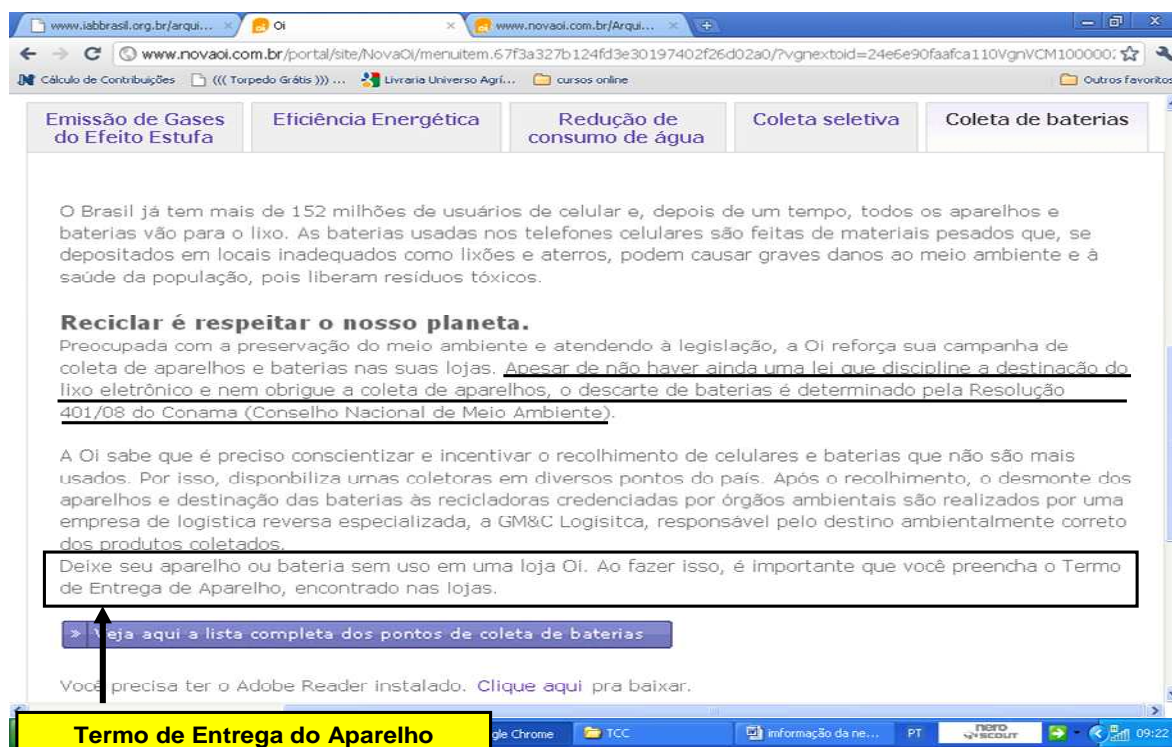 www.iabbrasil.org.br/arqui...
Oi
www.novaoi.com.br/Arqui...
www.novaoi.com.br/portal/site/NovaOi/menuitem.67f3a327b124fd3e30197402f26d02a0/?vgnextoid=24e6e90faafca110VgnVCM100000:
Cálculo de Contribuições
((( Torpedo Grátis ))) ...
Livraria Universo Agrí...
cursos online
Outros favoritos
Emissão de Gases
do Efeito Estufa
Eficiência Energética
Redução de
consumo de água
Coleta seletiva
Coleta de baterias
O Brasil já tem mais de 152 milhões de usuários de celular e, depois de um tempo, todos os aparelhos e
baterias vão para o lixo. As baterias usadas nos telefones celulares são feitas de materiais pesados que, se
depositados em locais inadequados como lixões e aterros, podem causar graves danos ao meio ambiente e à
saúde da população, pois liberam resíduos tóxicos.
Reciclar é respeitar o nosso planeta.
Preocupada com a preservação do meio ambiente e atendendo à legislação, a Oi reforça sua campanha de
coleta de aparelhos e baterias nas suas lojas. Apesar de não haver ainda uma lei que discipline a destinação do
lixo eletrônico e nem obrigue a coleta de aparelhos, o descarte de baterias é determinado pela Resolução
401/08 do Conama (Conselho Nacional de Meio Ambiente).
A Oi sabe que é preciso conscientizar e incentivar o recolhimento de celulares e baterias que não são mais
usados. Por isso, disponbiliza urnas coletoras em diversos pontos do país. Após o recolhimento, o desmonte dos
aparelhos e destinação das baterias às recicladoras credenciadas por órgãos ambientais são realizados por uma
empresa de logística reversa especializada, a GM&C Logisitca, responsável pelo destino ambientalmente correto
dos produtos coletados.
Deixe seu aparelho ou bateria sem uso em uma loja Oi. Ao fazer isso, é importante que você preencha o Termo
de Entrega de Aparelho, encontrado nas lojas.
» Veja aqui a lista completa dos pontos de coleta de baterias
Você precisa ter o Adobe Reader instalado. Clique aqui pra baixar.
Termo de Entrega do Aparelho
gle Chrome
TCC
imformação da ne...
PT
nero
SCOUT
09:22